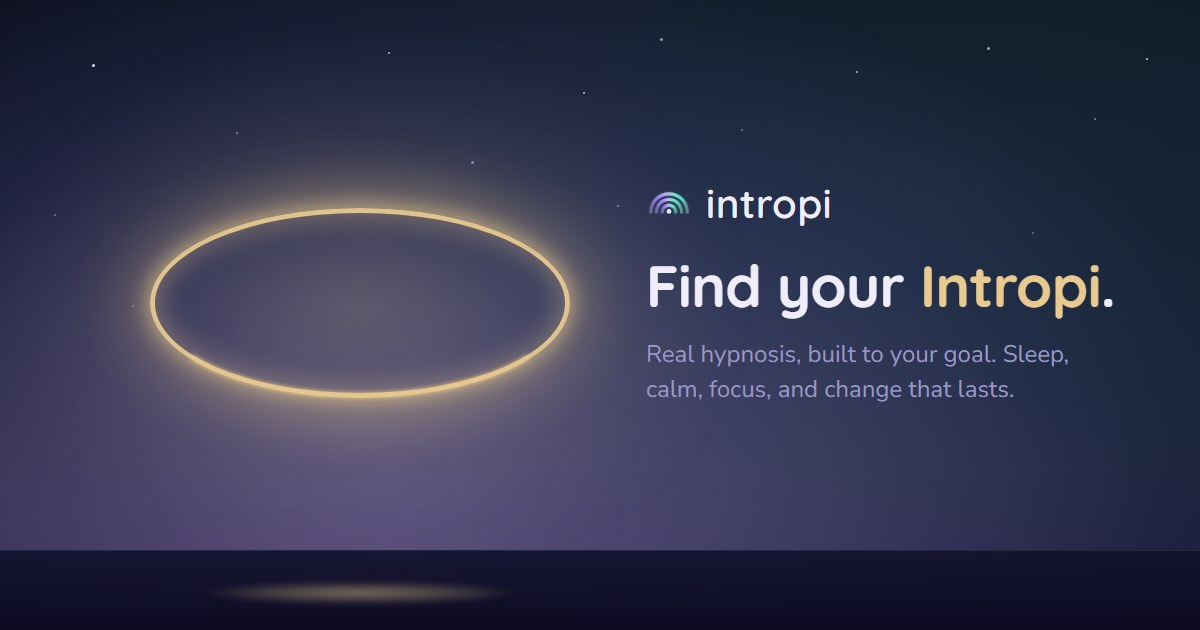 intropi
Find your Intropi.
Real hypnosis, built to your goal. Sleep,
calm, focus, and change that lasts.